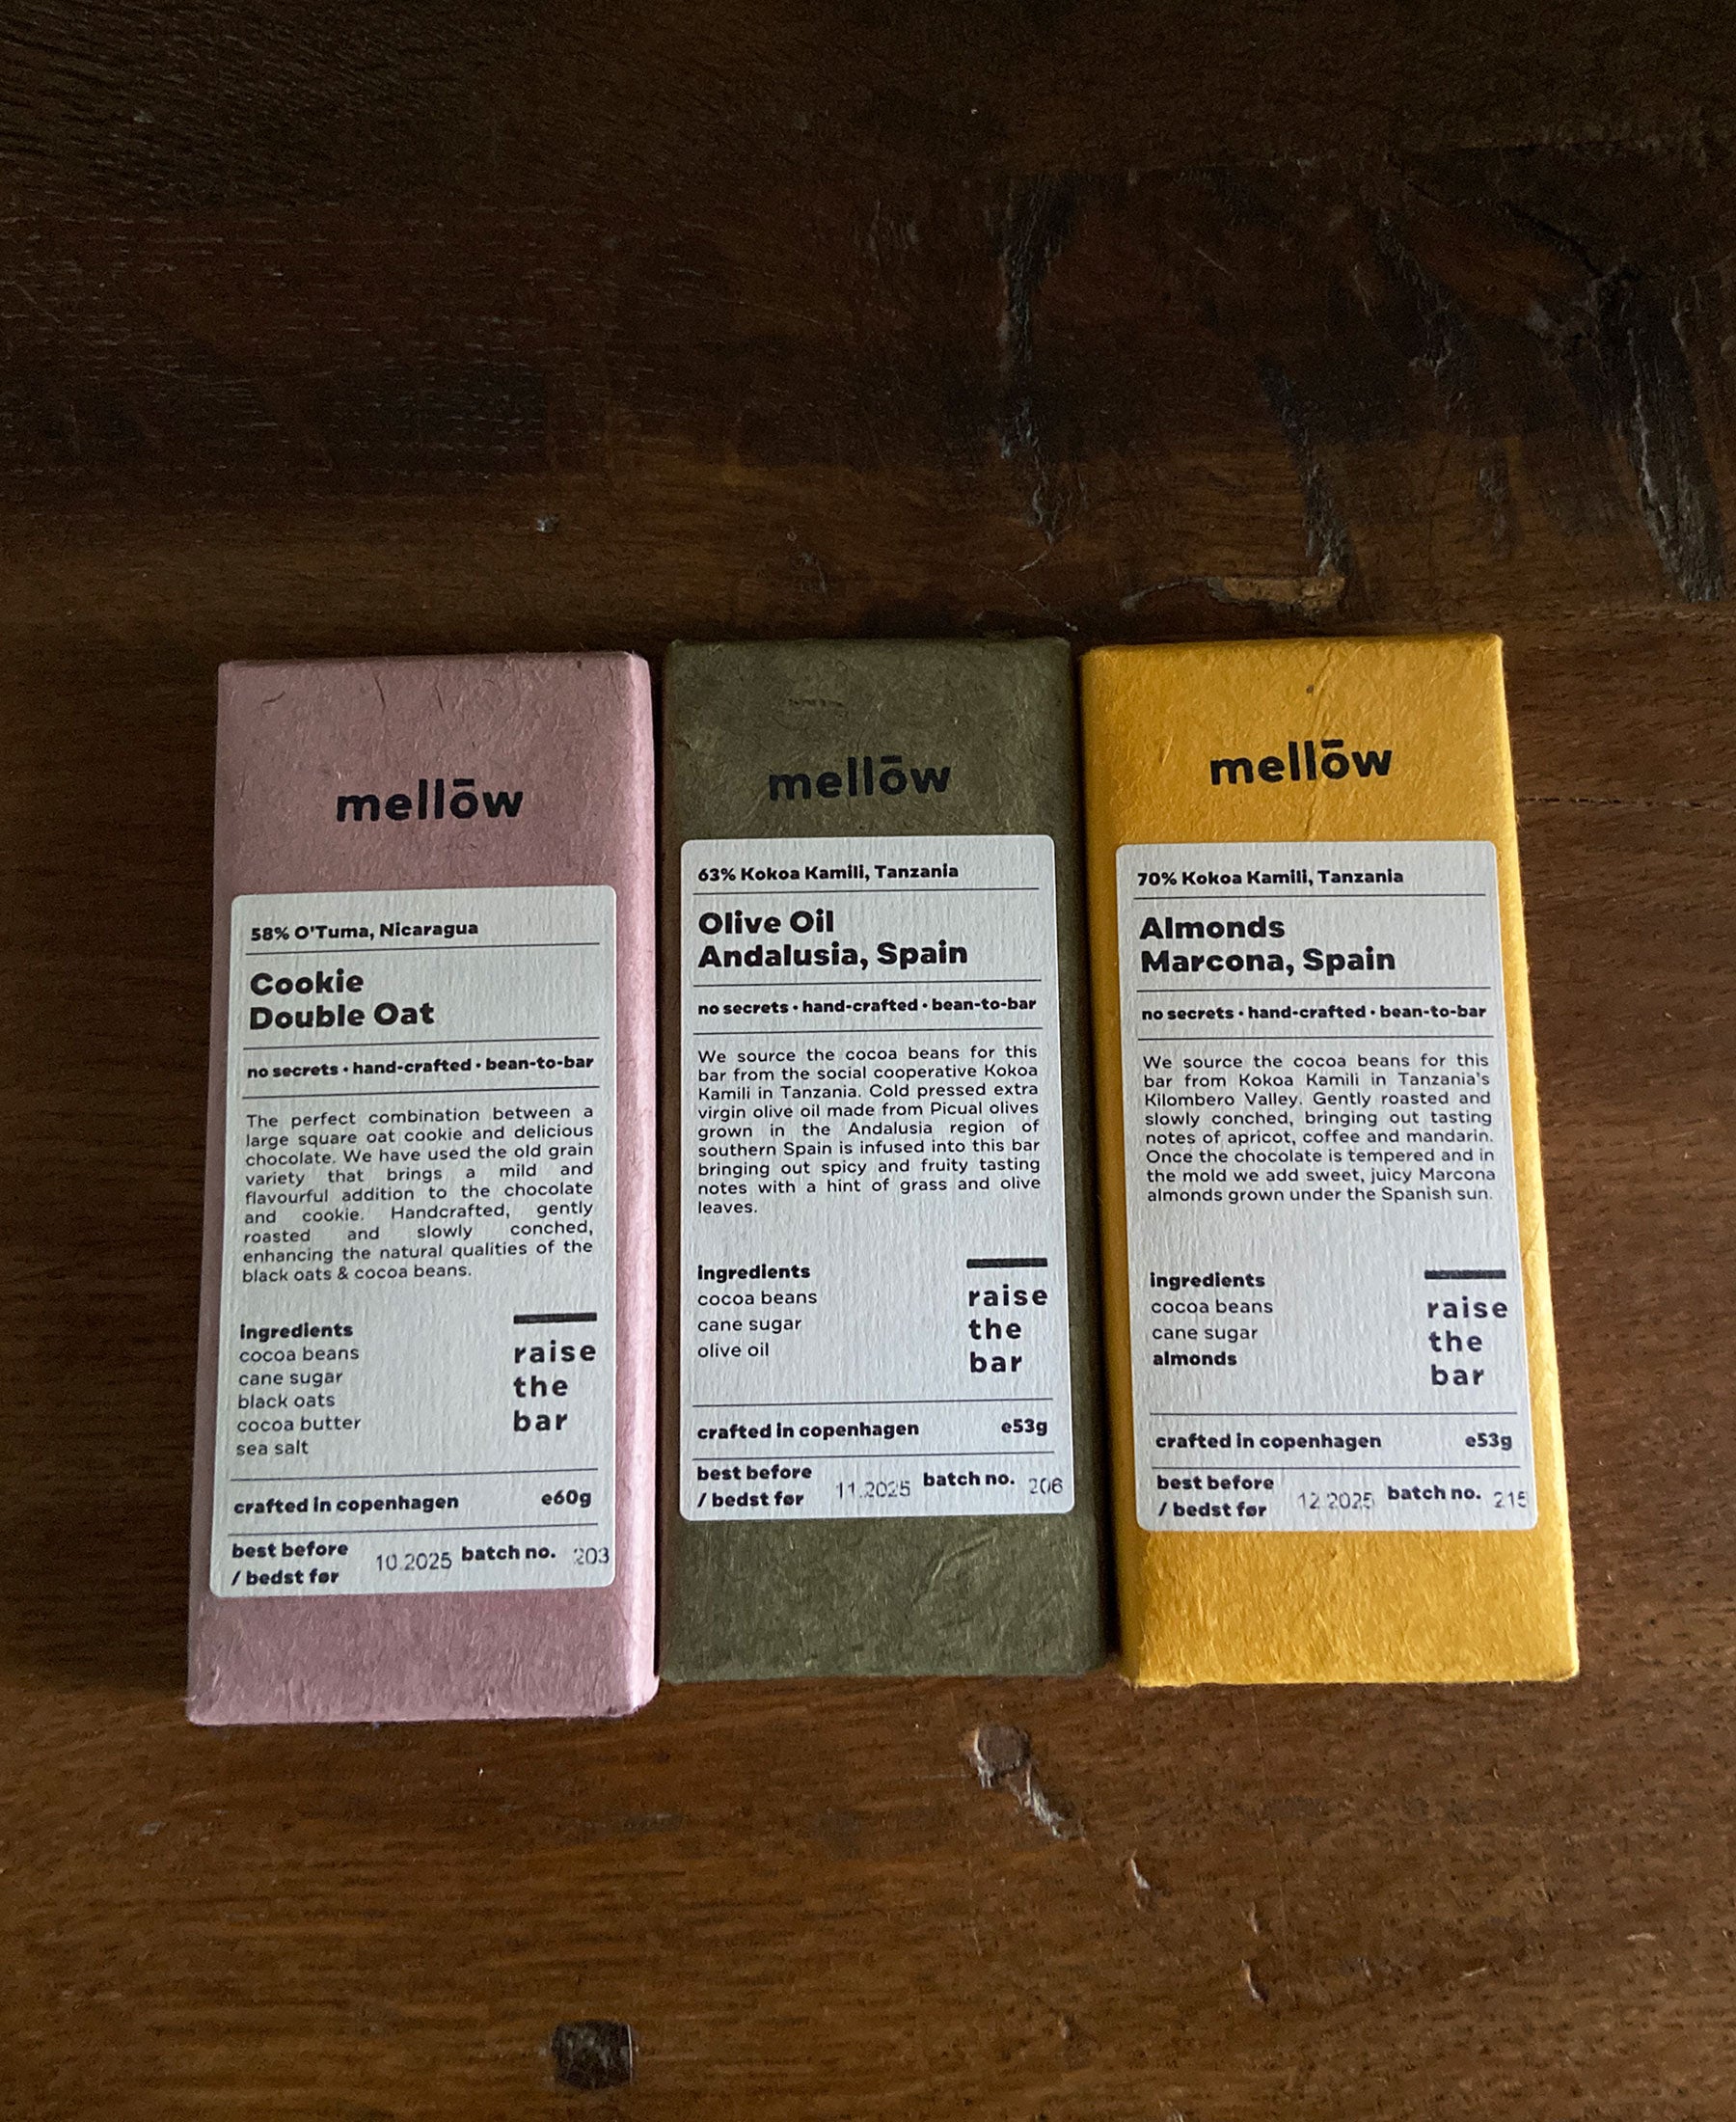 mellōw
58% O'Tuma, Nicaragua
Cookie
Double Oat
no secrets • hand-crafted • bean-to-bar
The perfect combination between a
large square oat cookie and delicious
chocolate. We have used the old grain
variety that brings a mild and
flavourful addition to the chocolate
and cookie. Handcrafted, gently
roasted and slowly conched,
enhancing the natural qualities of the
black oats & cocoa beans.
ingredients
cocoa beans
cane sugar
black oats
cocoa butter
sea salt
raise
the
bar
crafted in copenhagen e60g
best before
/ bedst før 10.2025 batch no. 203
mellōw
63% Kokoa Kamili, Tanzania
Olive Oil
Andalusia, Spain
no secrets • hand-crafted • bean-to-bar
We source the cocoa beans for this
bar from the social cooperative Kokoa
Kamili in Tanzania. Cold pressed extra
virgin olive oil made from Picual olives
grown in the Andalusia region of
southern Spain is infused into this bar
bringing out spicy and fruity tasting
notes with a hint of grass and olive
leaves.
ingredients
cocoa beans
cane sugar
olive oil
raise
the
bar
crafted in copenhagen e53g
best before
/ bedst før 11.2025 batch no. 206
mellōw
70% Kokoa Kamili, Tanzania
Almonds
Marcona, Spain
no secrets • hand-crafted • bean-to-bar
We source the cocoa beans for this
bar from Kokoa Kamili in Tanzania's
Kilombero Valley. Gently roasted and
slowly conched, bringing out tasting
notes of apricot, coffee and mandarin.
Once the chocolate is tempered and in
the mold we add sweet, juicy Marcona
almonds grown under the Spanish sun.
ingredients
cocoa beans
cane sugar
almonds
raise
the
bar
crafted in copenhagen e53g
best before
/ bedst før 12.2025 batch no. 215